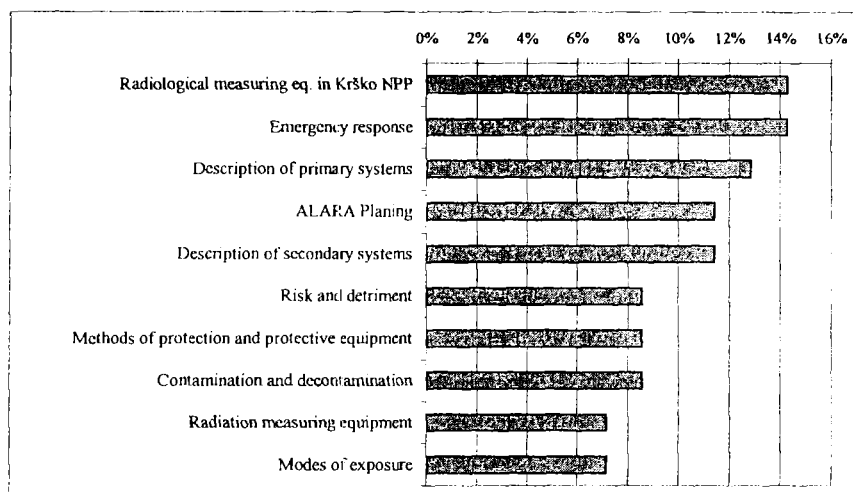 0% 2% 4% 6% 8% 10% 12% 14% 16%
Radiological measuring eq. in Krško NPP
Emergency response
Description of primary systems
ALARA Planing
Description of secondary systems
Risk and detriment
Methods of protection and protective equipment
Contamination and decontamination
Radiation measuring equipment
Modes of exposure